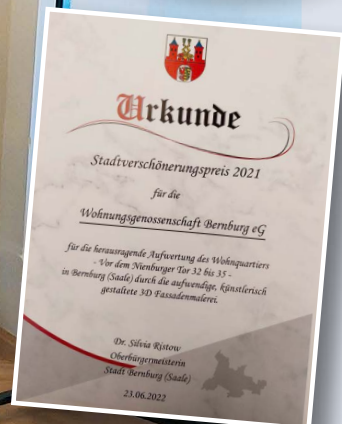 Urkunde
Stadtverschönerungspreis 2021
für die
Wohnungsgenossenschaft Bernburg eG
für die herausragende Aufwertung des Wohnquartiers
- Vor dem Nienburger Tor 32 bis 35 -
in Bernburg (Saale) durch die aufwendige, künstlerisch
gestaltete 3D Fassadenmalerei.
Dr. Silvia Ristow
Oberbürgermeisterin
Stadt Bernburg (Saale)
23.06.2022